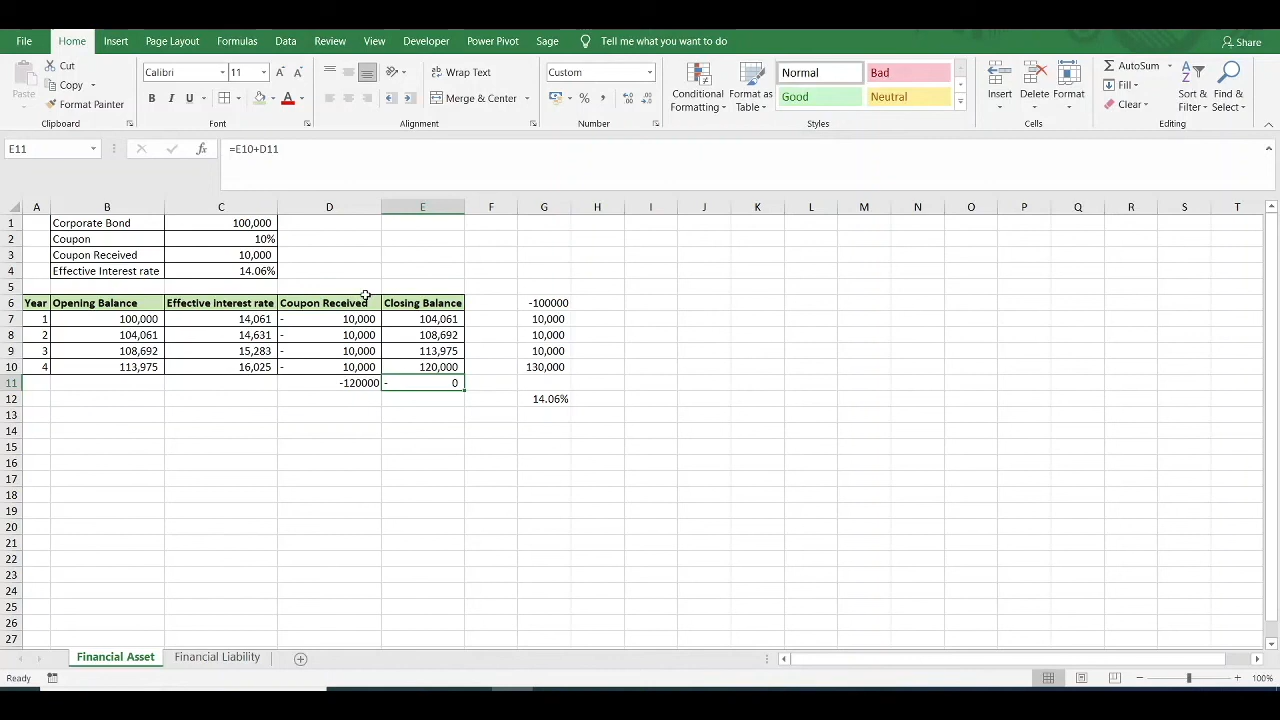 File Home Insert Page Layout Formulas Data Review View Developer Power Pivot Sage Tell me what you want to do Share
Paste Cut Copy Format Painter Clipboard
Calibri 11 A A B I U A Font
Wrap Text Merge & Center Alignment
Custom % , Number
Conditional Formatting Format as Table Normal Bad Good Neutral Styles
Insert Delete Format Cells
AutoSum Fill Clear Sort & Filter Find & Select Editing
E11 fx =E10+D11
A B C D E F G H I J K L M N O P Q R S T
1 Corporate Bond 100,000
2 Coupon 10%
3 Coupon Received 10,000
4 Effective Interest rate 14.06%
5
6 Year Opening Balance Effective interest rate Coupon Received Closing Balance -100000
7 1 100,000 14,061 - 10,000 104,061 10,000
8 2 104,061 14,631 - 10,000 108,692 10,000
9 3 108,692 15,283 - 10,000 113,975 10,000
10 4 113,975 16,025 - 10,000 120,000 130,000
11 -120000 - 0
12 14.06%
13
14
15
16
17
18
19
20
21
22
23
24
25
26
27
Financial Asset Financial Liability
Ready 100%